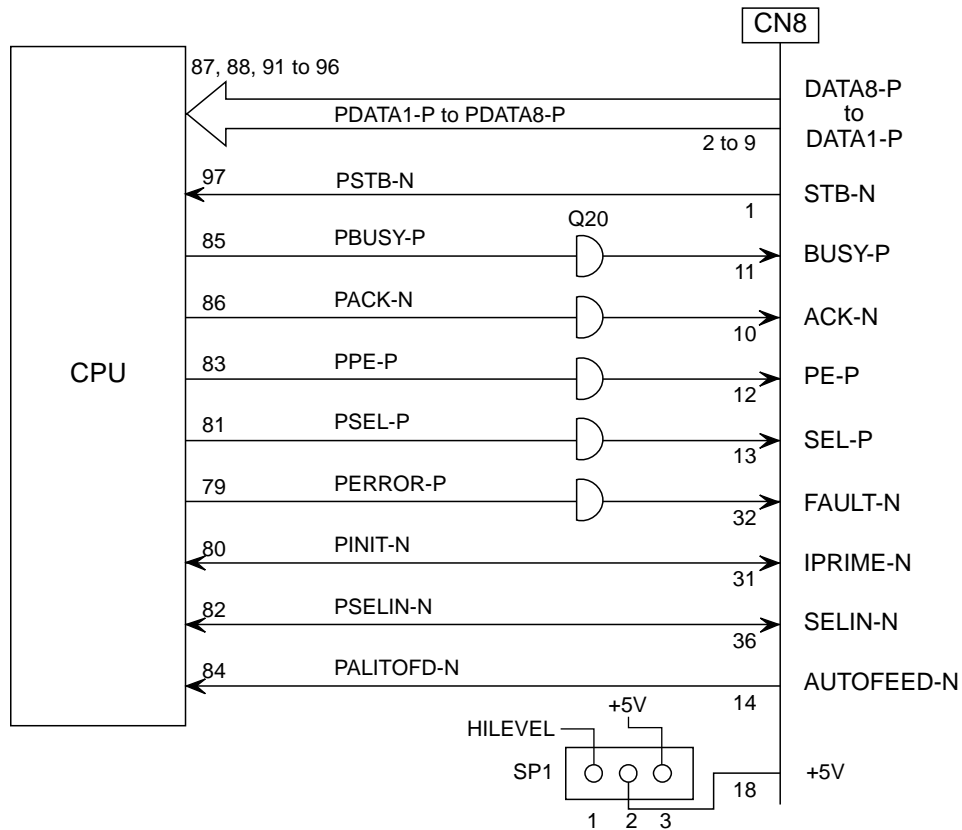 CN8
87, 88, 91 to 96
DATA8-P
to
DATA1-P
PDATA1-P to PDATA8-P
2 to 9
97
PSTB-N
1
STB-N
Q20
85
PBUSY-P
11
BUSY-P
86
PACK-N
10
ACK-N
CPU
83
PPE-P
12
PE-P
81
PSEL-P
13
SEL-P
79
PERROR-P
32
FAULT-N
80
PINIT-N
31
IPRIME-N
82
PSELIN-N
36
SELIN-N
84
PALITOFD-N
14
AUTOFEED-N
+5V
HILEVEL
SP1
18
+5V
1 2 3